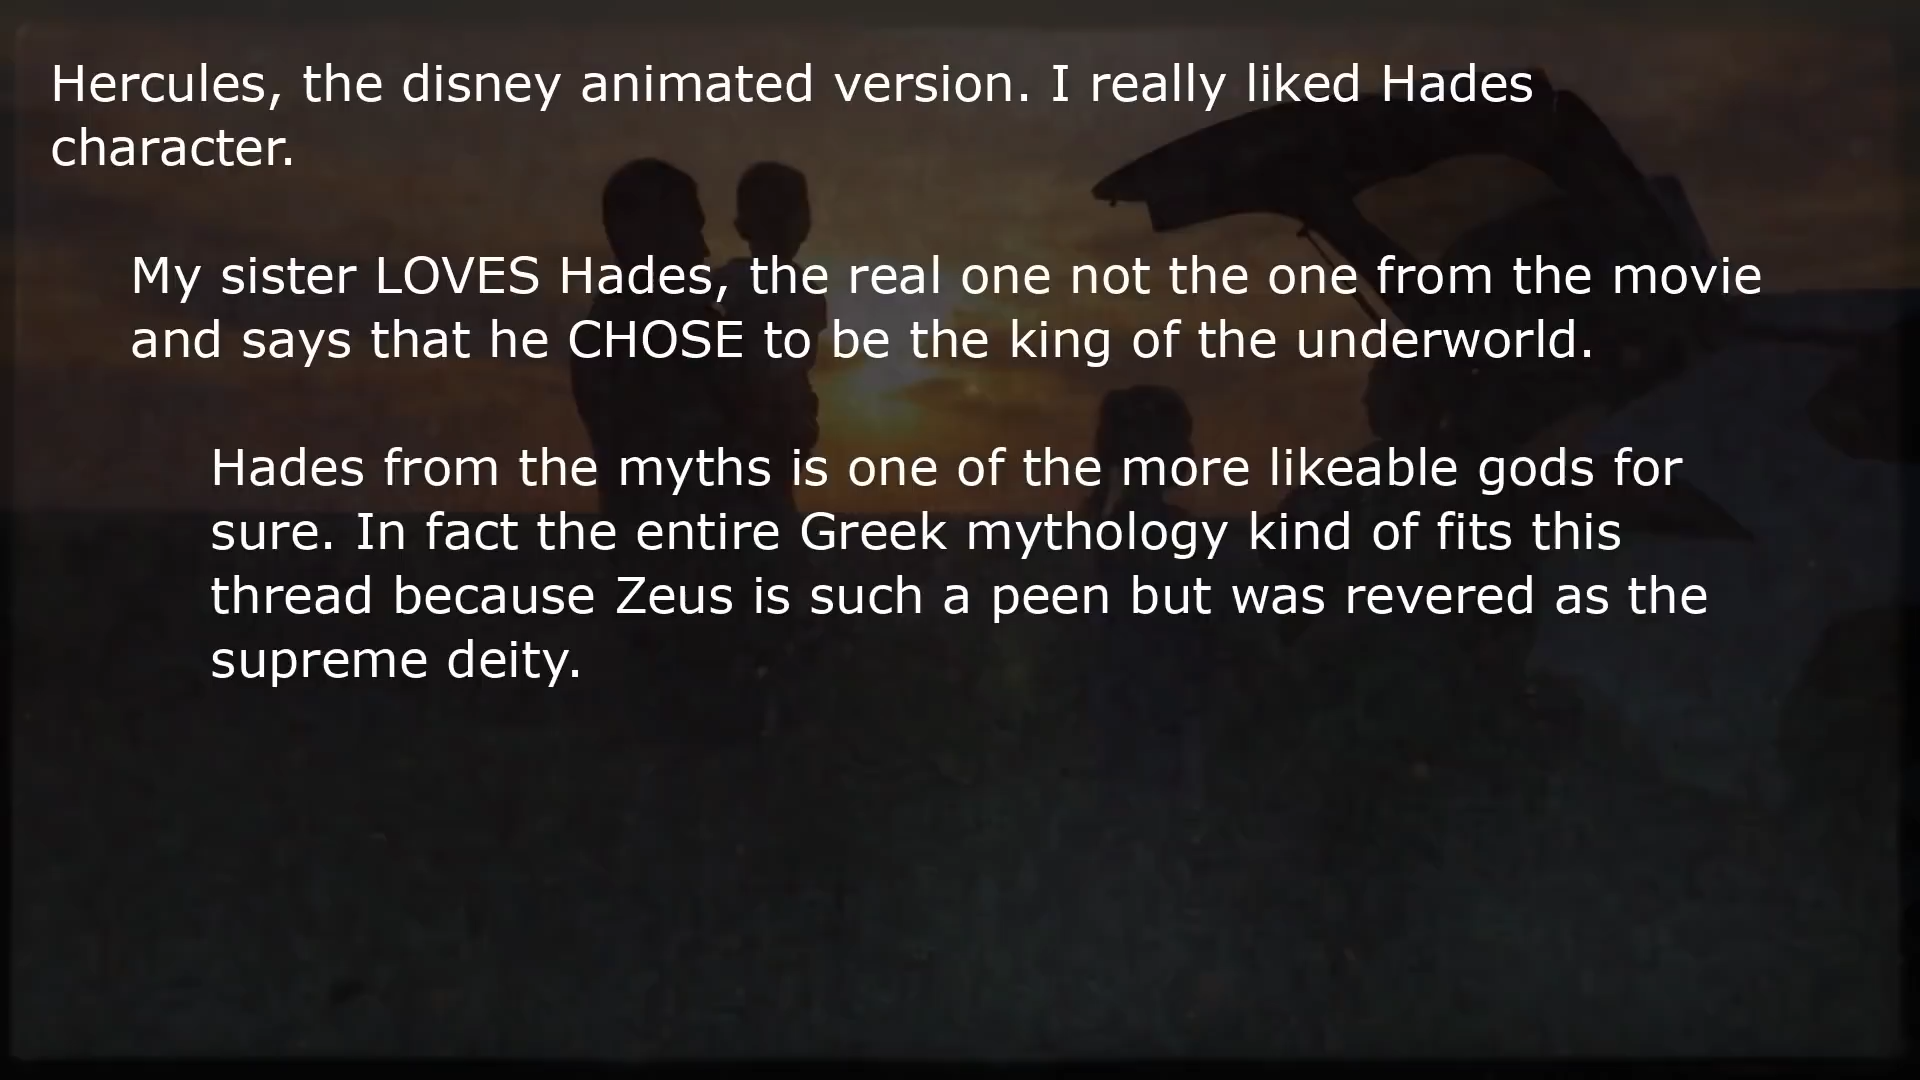 Hercules, the disney animated version. I really liked Hades
character.
My sister LOVES Hades, the real one not the one from the movie
and says that he CHOSE to be the king of the underworld.
Hades from the myths is one of the more likeable gods for
sure. In fact the entire Greek mythology kind of fits this
thread because Zeus is such a peen but was revered as the
supreme deity.